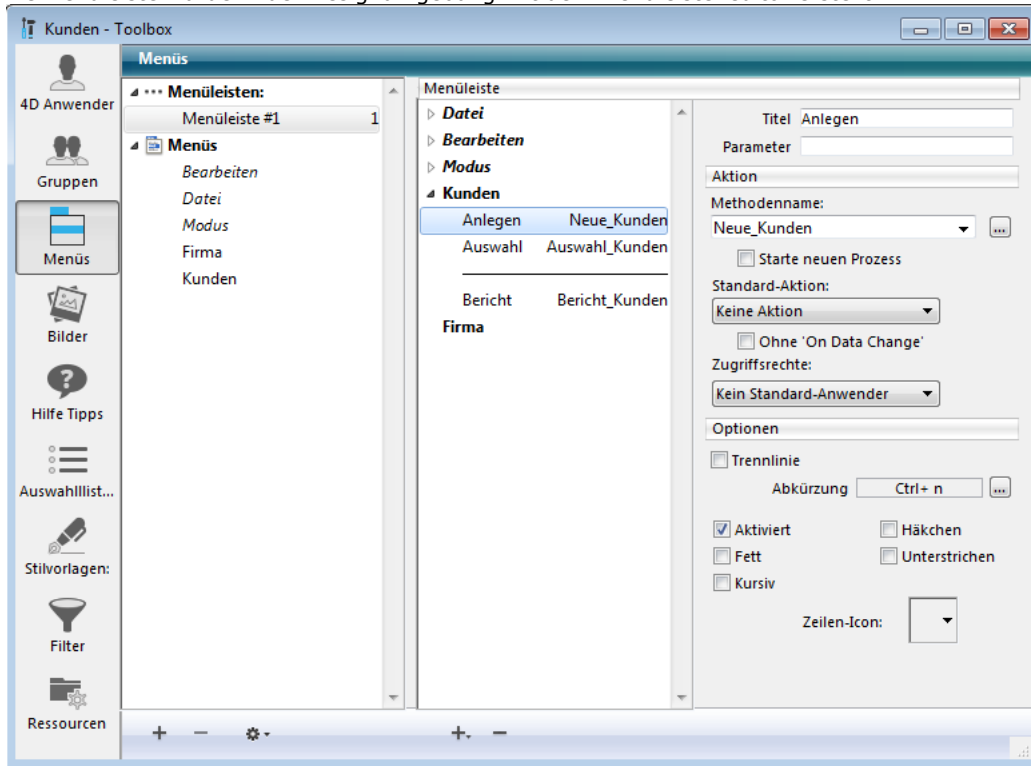 Kunden - Toolbox
4D Anwender
Gruppen
Menüs
Bilder
Hilfe Tipps
Auswahlllist...
Stilvorlagen:
Filter
Ressourcen
Menüs
Menüleisten:
Menüleiste #1 1
Menüs
Bearbeiten
Datei
Modus
Firma
Kunden
Menüleiste
Datei
Bearbeiten
Modus
Kunden
Anlegen Neue_Kunden
Auswahl Auswahl_Kunden
Bericht Bericht_Kunden
Firma
Titel Anlegen
Parameter
Aktion
Methodenname:
Neue_Kunden
Starte neuen Prozess
Standard-Aktion:
Keine Aktion
Ohne 'On Data Change'
Zugriffsrechte:
Kein Standard-Anwender
Optionen
Trennlinie
Abkürzung Ctrl+ n
Aktiviert Häkchen
Fett Unterstrichen
Kursiv
Zeilen-Icon: